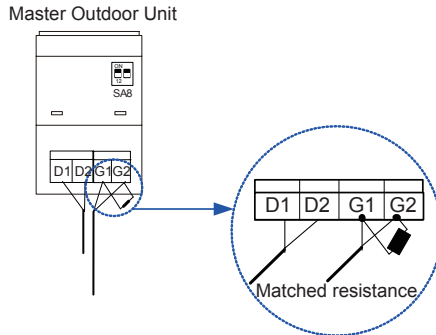 Master Outdoor Unit
ON
12
SA8
D1 D2 G1 G2
D1 D2 G1 G2
Matched resistance